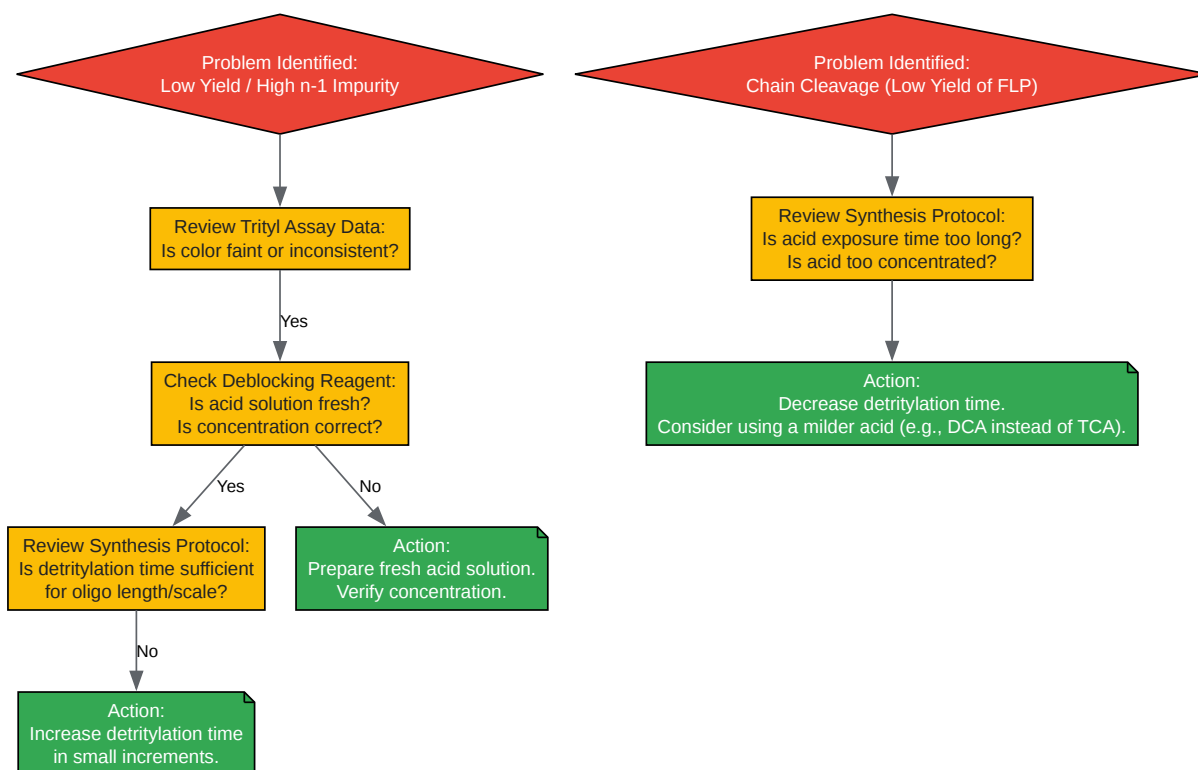 Problem Identified:
Low Yield / High n-1 Impurity
Problem Identified:
Chain Cleavage (Low Yield of FLP)
Review Trityl Assay Data:
Is color faint or inconsistent?
Review Synthesis Protocol:
Is acid exposure time too long?
Is acid too concentrated?
Yes
Check Deblocking Reagent:
Is acid solution fresh?
Is concentration correct?
Action:
Decrease detritylation time.
Consider using a milder acid (e.g., DCA instead of TCA).
Yes
No
Review Synthesis Protocol:
Is detritylation time sufficient
for oligo length/scale?
Action:
Prepare fresh acid solution.
Verify concentration.
No
Action:
Increase detritylation time
in small increments.